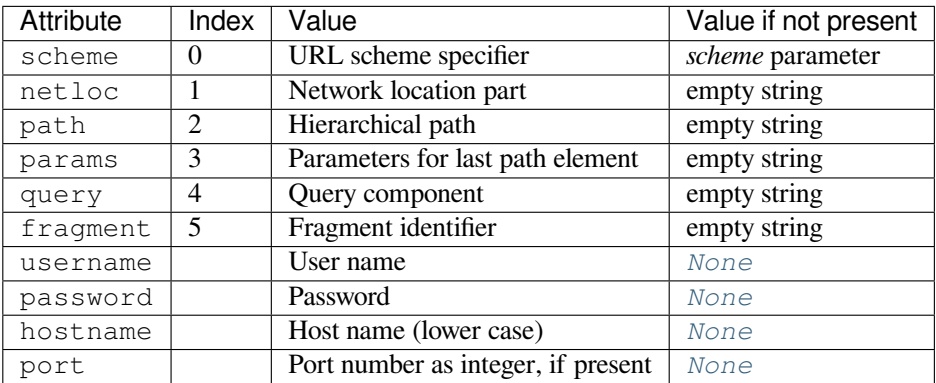 Attribute Index Value Value if not present
scheme 0 URL scheme specifier scheme parameter
netloc 1 Network location part empty string
path 2 Hierarchical path empty string
params 3 Parameters for last path element empty string
query 4 Query component empty string
fragment 5 Fragment identifier empty string
username User name None
password Password None
hostname Host name (lower case) None
port Port number as integer, if present None